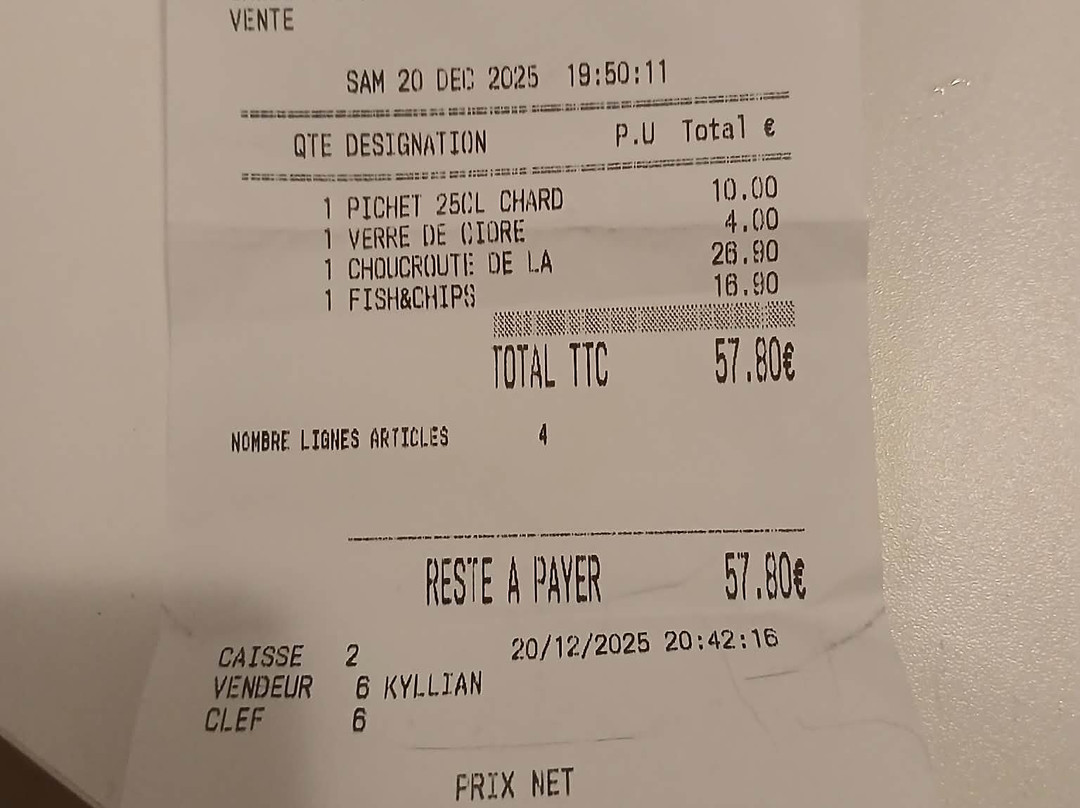 VENTE
SAM 20 DEC 2025 19:50:11
QTE DESIGNATION P.U Total €
1 PICHET 25CL CHARD 10.00
1 VERRE DE CIDRE 4.00
1 CHOUCROUTE DE LA 26.90
1 FISH&CHIPS 16.90
TOTAL TTC 57.80€
NOMBRE LIGNES ARTICLES 4
RESTE A PAYER 57.80€
CAISSE 2 20/12/2025 20:42:16
VENDEUR 6 KYLLIAN
CLEF 6
PRIX NET